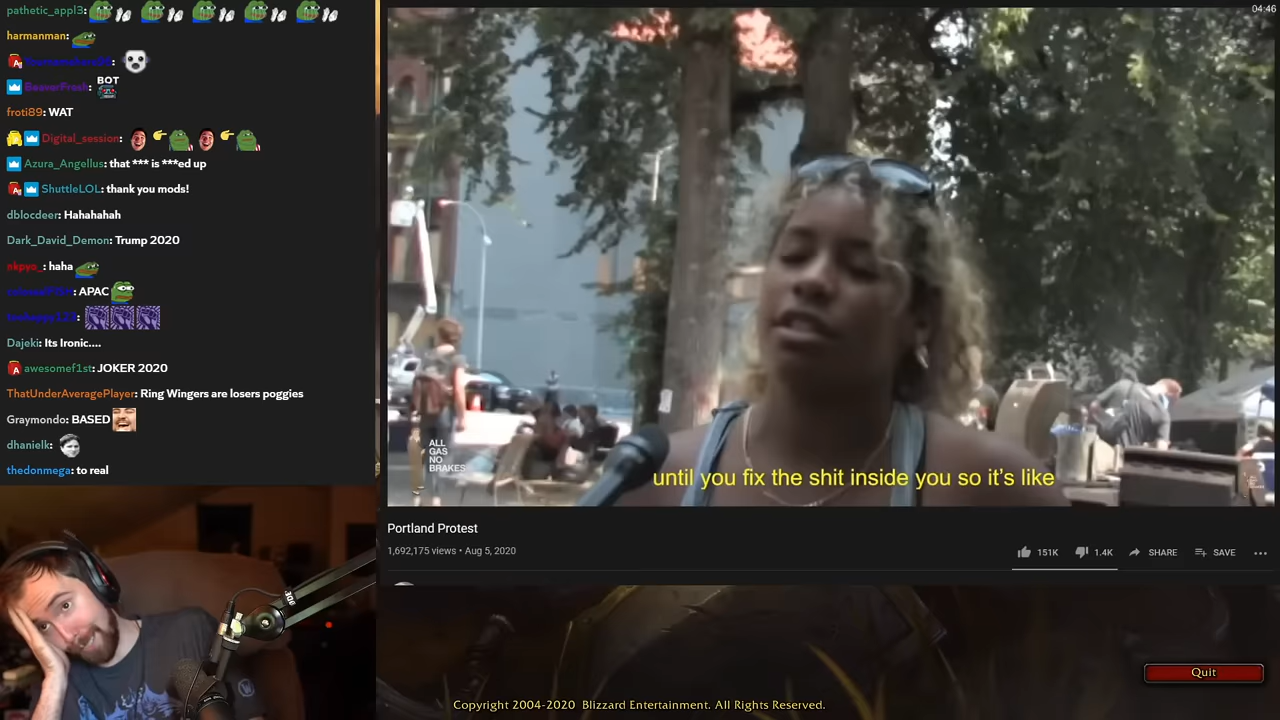 pathetic_appl3:
harmanman:
BeaverFrosh:
BOT
froti89: WAT
Digital_session:
Azura_Angellus: that *** is ***ed up
ShuttleLOL: thank you mods!
dblocdeer: Hahahahah
Dark_David_Demon: Trump 2020
nkpyo_: haha
: APAC
Dajeki: Its Ironic....
awesomef1st: JOKER 2020
ThatUnderAveragePlayer: Ring Wingers are losers poggies
Graymondo: BASED
dhanielk:
thedonmega: to real
04:46
ALL
GAS
NO
BRAKES
until you fix the shit inside you so it's like
Portland Protest
1,692,175 views • Aug 5, 2020
151K 1.4K SHARE SAVE
Quit
Copyright 2004-2020 Blizzard Entertainment. All Rights Reserved.